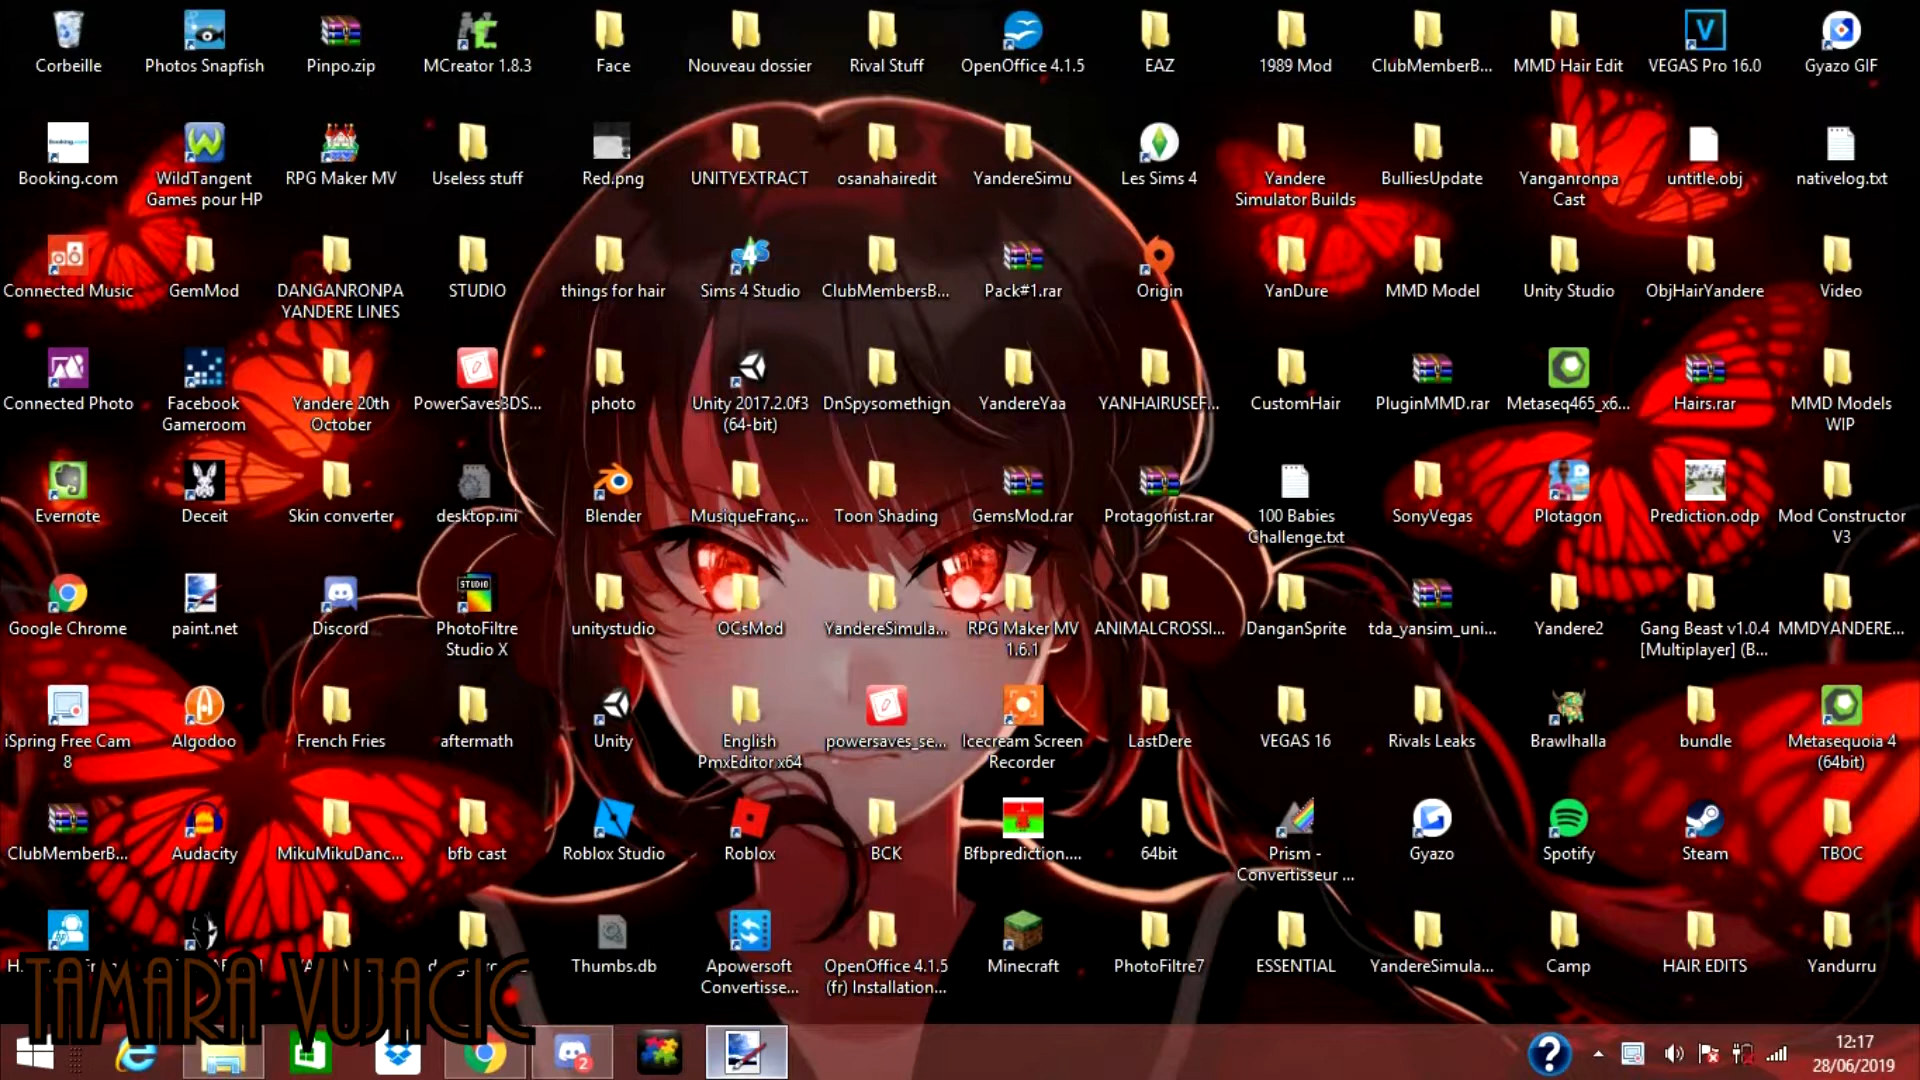 Corbeille
Photos Snapfish
Pinpo.zip
MCreator 1.8.3
Face
Nouveau dossier
Rival Stuff
OpenOffice 4.1.5
EAZ
1989 Mod
ClubMemberB...
MMD Hair Edit
VEGAS Pro 16.0
Gyazo GIF
Booking.com
WildTangent
Games pour HP
RPG Maker MV
Useless stuff
Red.png
UNITYEXTRACT
osanahairedit
YandereSimu
Les Sims 4
Yandere
Simulator Builds
BulliesUpdate
Yanganronpa
Cast
untitle.obj
nativelog.txt
Connected Music
GemMod
DANGANRONPA
YANDERE LINES
STUDIO
things for hair
Sims 4 Studio
ClubMembersB...
Pack#1.rar
Origin
YanDure
MMD Model
Unity Studio
ObjHairYandere
Video
Connected Photo
Facebook
Gameroom
Yandere 20th
October
PowerSaves3DS...
photo
Unity 2017.2.0f3
(64-bit)
DnSpysomethign
YandereYaa
YANHAIRUSEF...
CustomHair
PluginMMD.rar
Metaseq465_x6...
Hairs.rar
MMD Models
WIP
Evernote
Deceit
Skin converter
desktop.ini
Blender
MusiqueFranç...
Toon Shading
GemsMod.rar
Protagonist.rar
100 Babies
Challenge.txt
SonyVegas
Plotagon
Prediction.odp
Mod Constructor
V3
Google Chrome
paint.net
Discord
STUDIO
PhotoFiltre
Studio X
unitystudio
OCsMod
YandereSimula...
RPG Maker MV
1.6.1
ANIMALCROSSI...
DanganSprite
tda_yansim_uni...
Yandere2
Gang Beast v1.0.4
[Multiplayer] (B...
MMDYANDERE...
iSpring Free Cam
8
Algodoo
French Fries
aftermath
Unity
English
PmxEditor x64
powersaves_se...
Icecream Screen
Recorder
LastDere
VEGAS 16
Rivals Leaks
Brawlhalla
bundle
Metasequoia 4
(64bit)
ClubMemberB...
Audacity
MikuMikuDanc...
bfb cast
Roblox Studio
Roblox
BCK
Bfbprediction....
64bit
Prism -
Convertisseur ...
Gyazo
Spotify
Steam
TBOC
Thumbs.db
Apowersoft
Convertisse...
OpenOffice 4.1.5
(fr) Installation...
Minecraft
PhotoFiltre7
ESSENTIAL
YandereSimula...
Camp
HAIR EDITS
Yandurru
TAMARA VUJACIC
2
12:17
28/06/2019